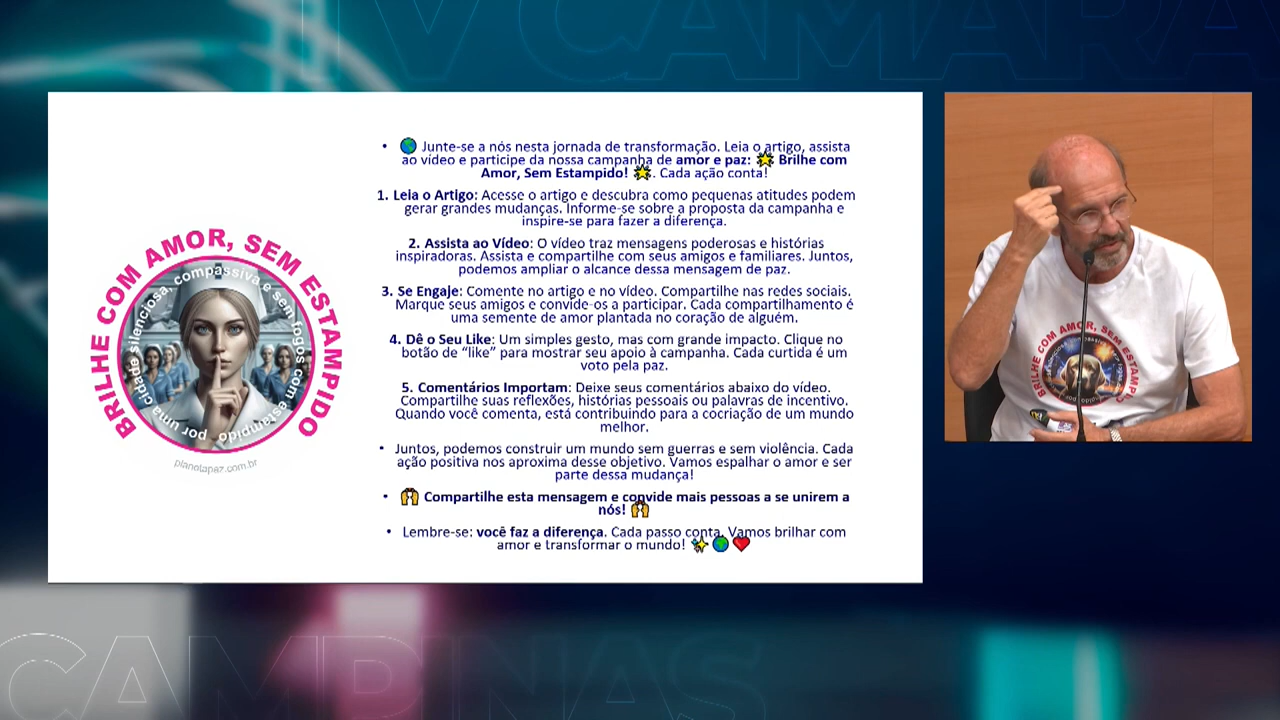 TV CÂMARA
BRILHE COM AMOR, SEM ESTAMPIDO
por uma cidade silenciosa, compassiva e sem fogos com estampido
pianotapaz.com.br
• 🌎 Junte-se a nós nesta jornada de transformação. Leia o artigo, assista
ao vídeo e participe da nossa campanha de amor e paz: 🌟 Brilhe com
Amor, Sem Estampido! 🌟. Cada ação conta!
1. Leia o Artigo: Acesse o artigo e descubra como pequenas atitudes podem
gerar grandes mudanças. Informe-se sobre a proposta da campanha e
inspire-se para fazer a diferença.
2. Assista ao Vídeo: O vídeo traz mensagens poderosas e histórias
inspiradoras. Assista e compartilhe com seus amigos e familiares. Juntos,
podemos ampliar o alcance dessa mensagem de paz.
3. Se Engaje: Comente no artigo e no vídeo. Compartilhe nas redes sociais.
Marque seus amigos e convide-os a participar. Cada compartilhamento é
uma semente de amor plantada no coração de alguém.
4. Dê o Seu Like: Um simples gesto, mas com grande impacto. Clique no
botão de “like” para mostrar seu apoio à campanha. Cada curtida é um
voto pela paz.
5. Comentários Importam: Deixe seus comentários abaixo do vídeo.
Compartilhe suas reflexões, histórias pessoais ou palavras de incentivo.
Quando você comenta, está contribuindo para a cocriação de um mundo
melhor.
• Juntos, podemos construir um mundo sem guerras e sem violência. Cada
ação positiva nos aproxima desse objetivo. Vamos espalhar o amor e ser
parte dessa mudança!
• 🙌 Compartilhe esta mensagem e convide mais pessoas a se unirem a
nós! 🙌
• Lembre-se: você faz a diferença. Cada passo conta. Vamos brilhar com
amor e transformar o mundo! ✨🌎❤️
BRILHE COM AMOR, SEM ESTAMPIDO
CAMPINAS